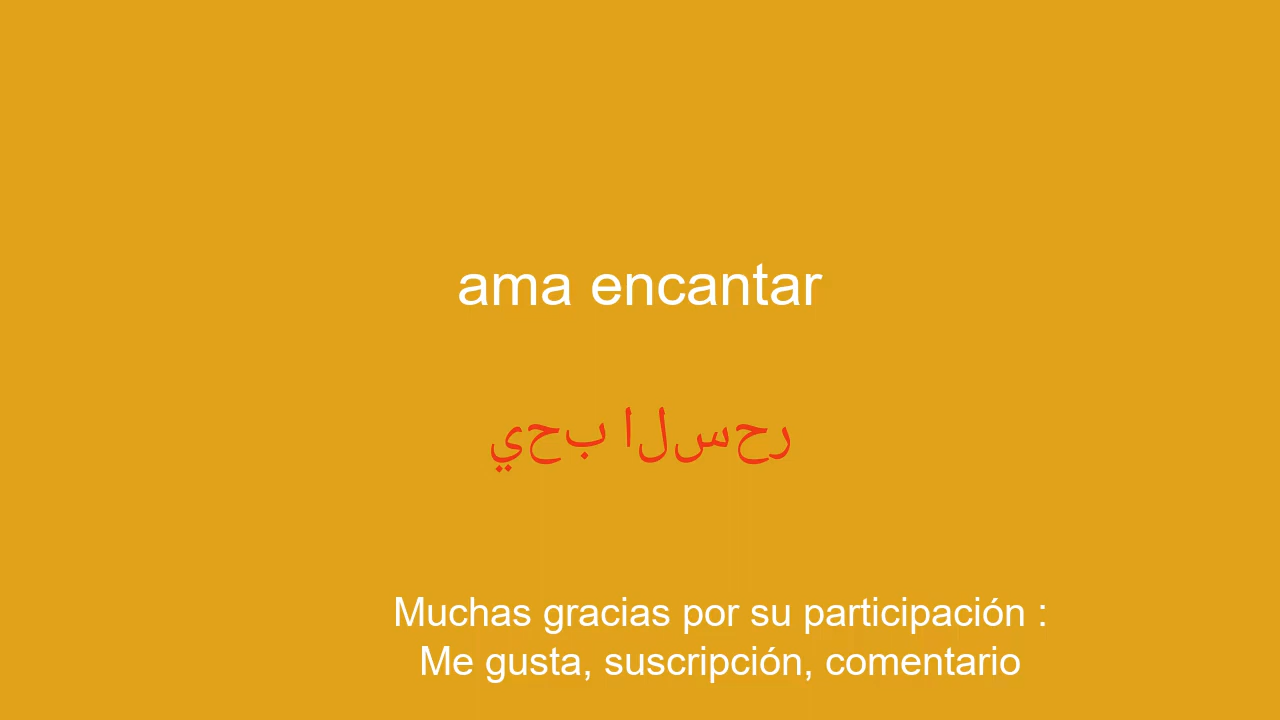 ama encantar
يحب السحر
Muchas gracias por su participación :
Me gusta, suscripción, comentario